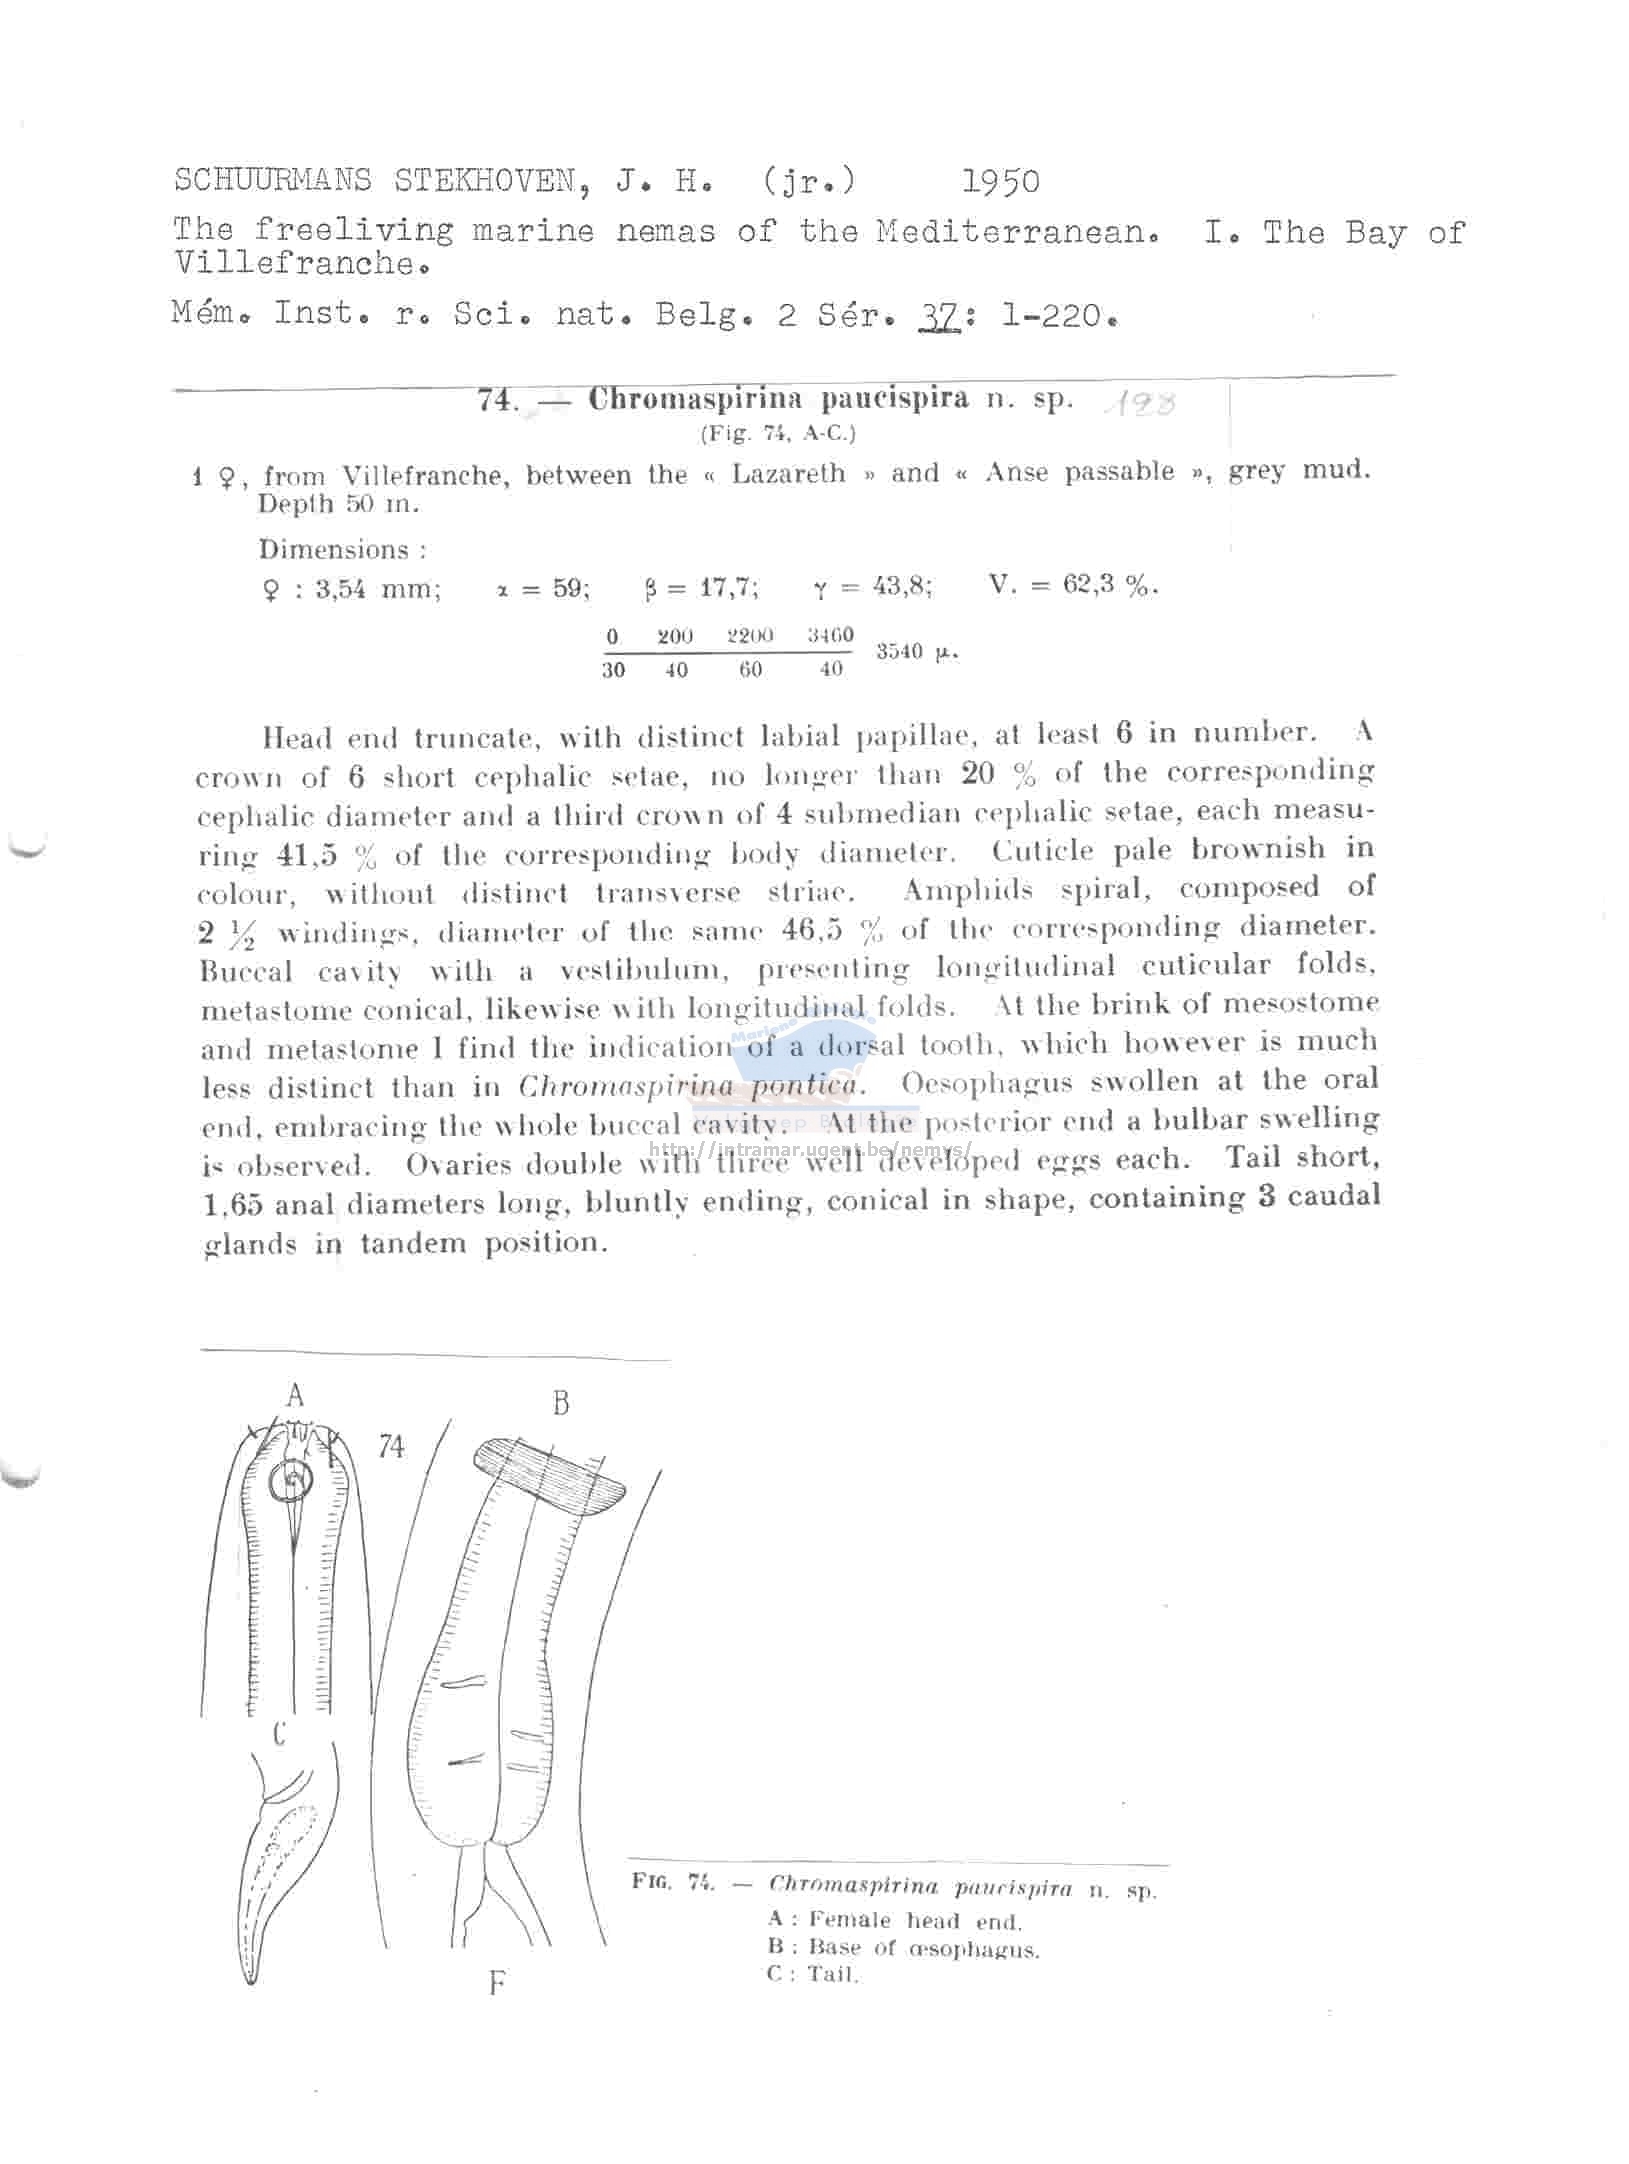 SCHUURMANS STEKHOVEN, J. H. (jr.) 1950
The freeliving marine nemas of the Mediterranean. I. The Bay of
Villefranche.
Mém. Inst. r. Sci. nat. Belg. 2 Sér. 37: 1-220.
74. — Chromaspirina paucispira n. sp. 198
(Fig. 74, A-C.)
1 ♀, from Villefranche, between the « Lazareth » and « Anse passable », grey mud.
Depth 50 m.
Dimensions :
♀ : 3,54 mm; α = 59; β = 17,7; γ = 43,8; V. = 62,3 %.
0 200 2200 3460
3540 μ.
30 40 60 40
Head end truncate, with distinct labial papillae, at least 6 in number. A
crown of 6 short cephalic setae, no longer than 20 % of the corresponding
cephalic diameter and a third crown of 4 submedian cephalic setae, each measu-
ring 41,5 % of the corresponding body diameter. Cuticle pale brownish in
colour, without distinct transverse striae. Amphids spiral, composed of
2 ½ windings, diameter of the same 46,5 % of the corresponding diameter.
Buccal cavity with a vestibulum, presenting longitudinal cuticular folds,
metastome conical, likewise with longitudinal folds. At the brink of mesostome
and metastome I find the indication of a dorsal tooth, which however is much
less distinct than in Chromaspirina pontica. Oesophagus swollen at the oral
end, embracing the whole buccal cavity. At the posterior end a bulbar swelling
http://intramar.ugent.be/nemys/
is observed. Ovaries double with three well developed eggs each. Tail short,
1,65 anal diameters long, bluntly ending, conical in shape, containing 3 caudal
glands in tandem position.
A
B
74
C
F
FIG. 74. — Chromaspirina paucispira n. sp.
A : Female head end.
B : Base of œsophagus.
C : Tail.